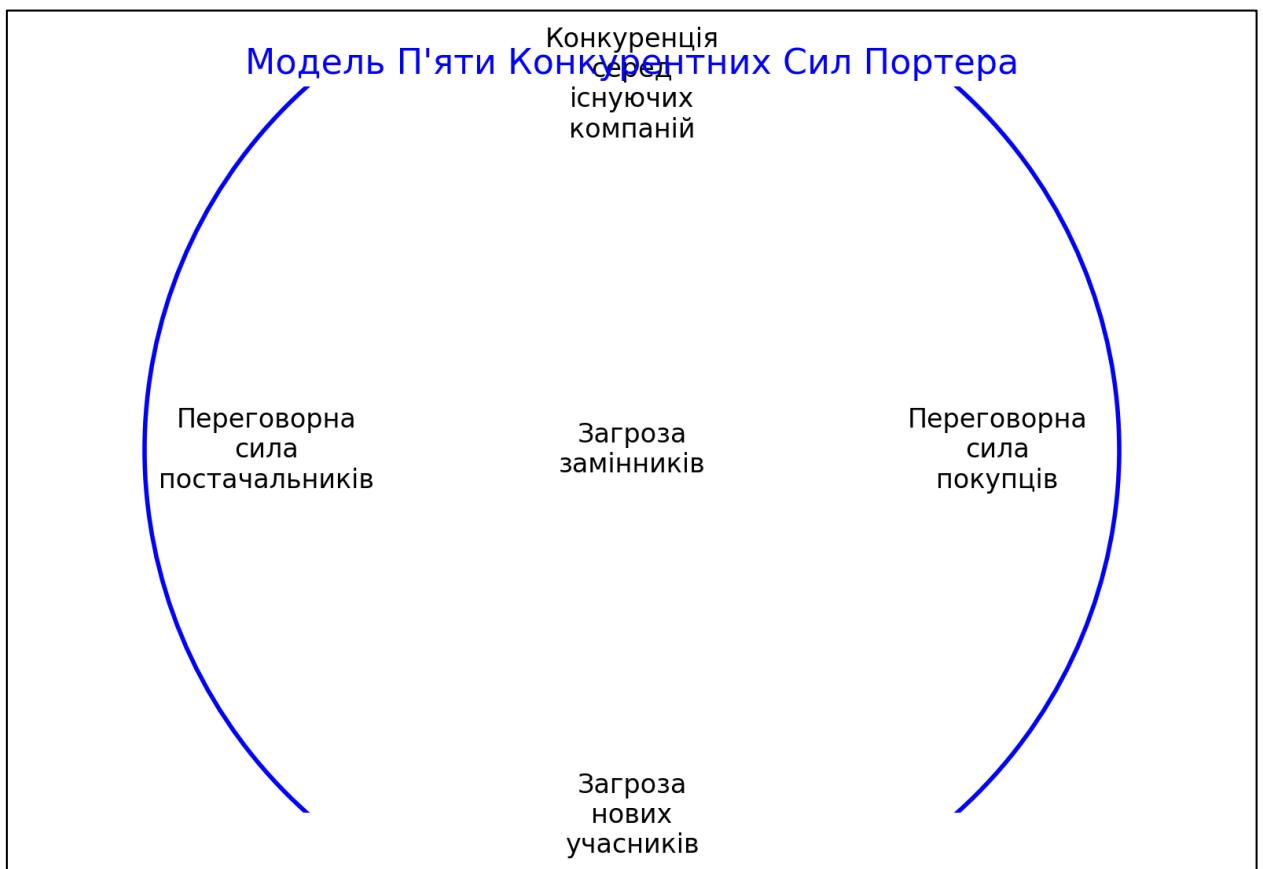 Конкуренція
Модель П'яти Конкурентних Сил Портера
серед
існуючих
компаній
Переговорна
сила
постачальників
Загроза
замінників
Переговорна
сила
покупців
Загроза
нових
учасників